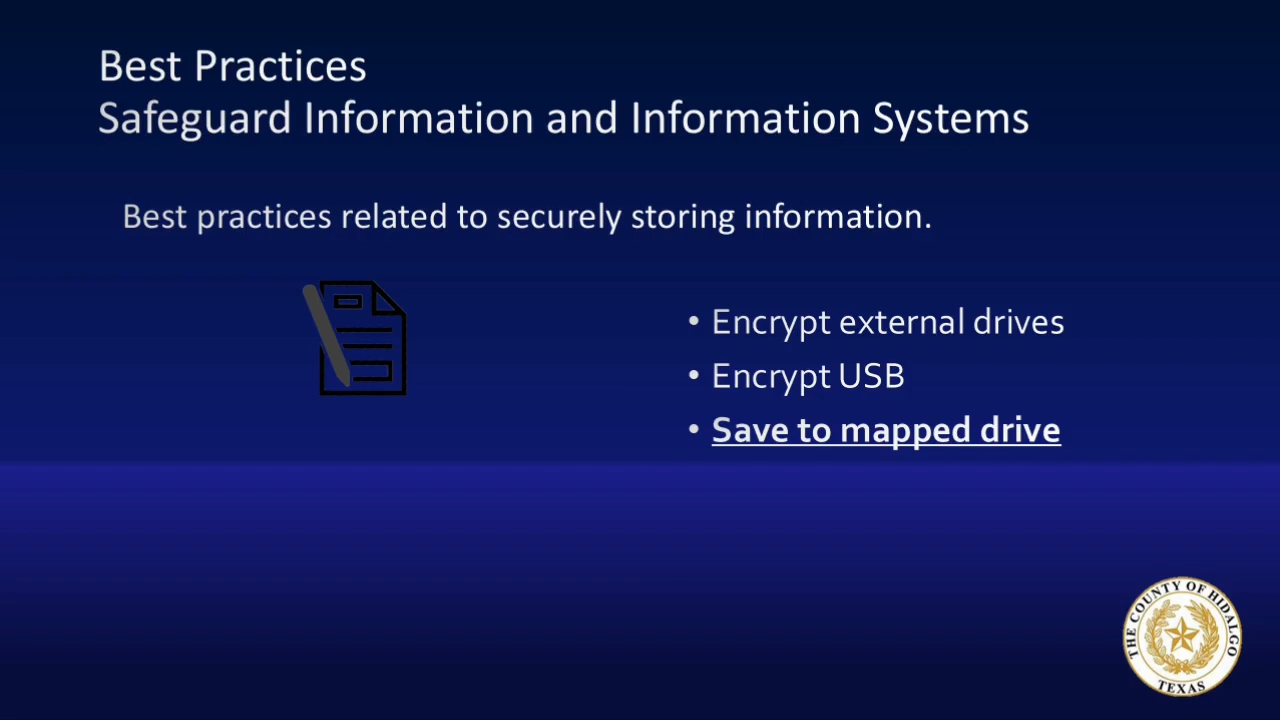 Best Practices
Safeguard Information and Information Systems
Best practices related to securely storing information.
• Encrypt external drives
• Encrypt USB
• Save to mapped drive
THE COUNTY OF HIDALGO
TEXAS